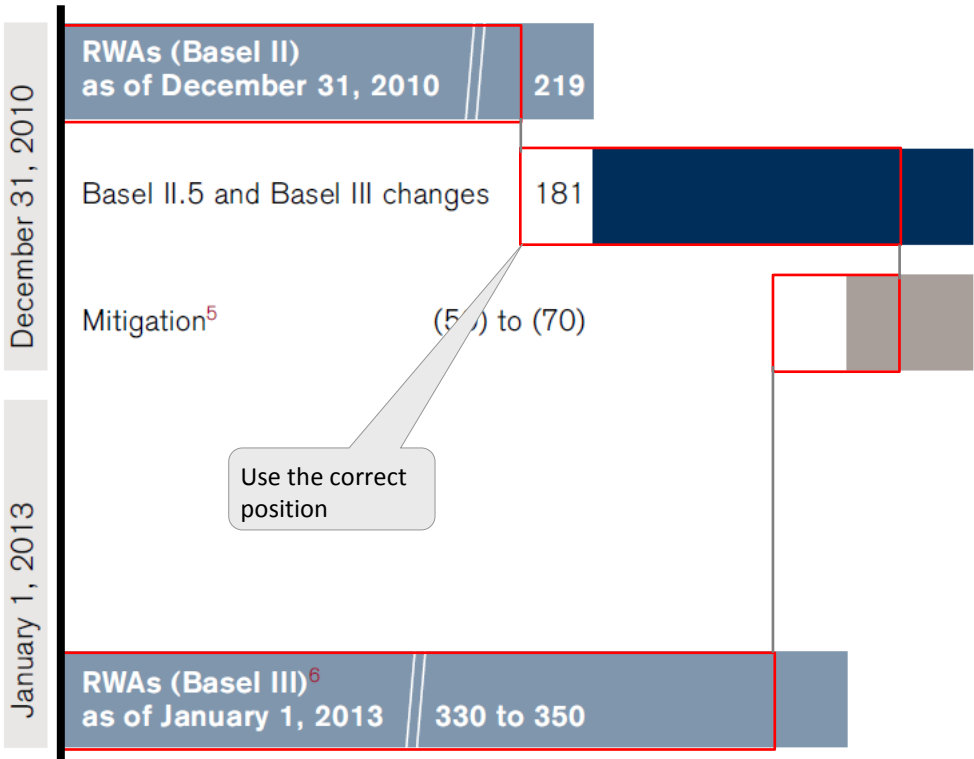 December 31, 2010
RWAs (Basel II)
as of December 31, 2010 219
Basel II.5 and Basel III changes 181
Mitigation5 to (70)
Use the correct
position
January 1, 2013
RWAs (Basel III)6
as of January 1, 2013 330 to 350